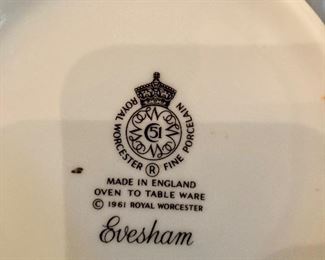 ROYAL WORCESTER ® FINE PORCELAIN
51
MADE IN ENGLAND
OVEN TO TABLE WARE
© 1961 ROYAL WORCESTER
Evesham